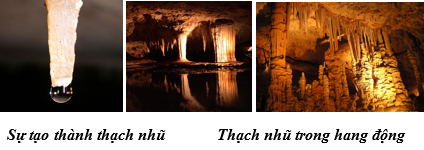 Sự tạo thành thạch nhũ
Thạch nhũ trong hang động